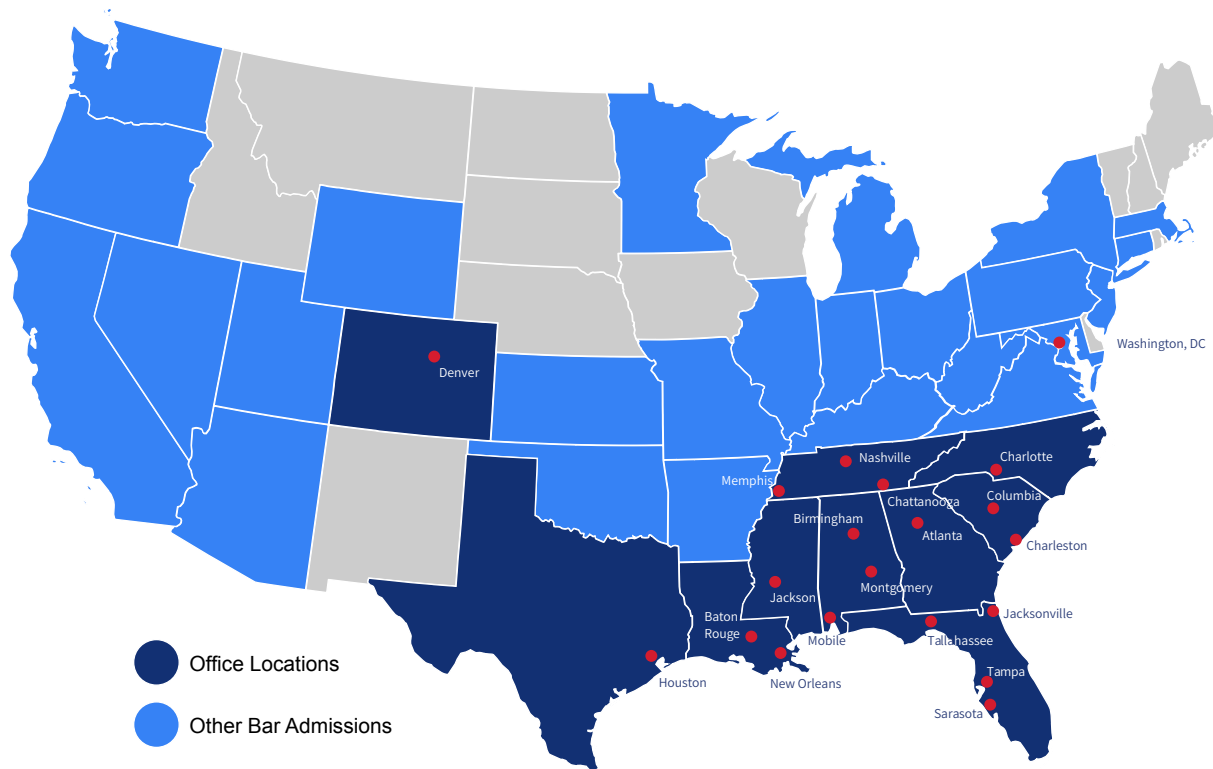 Washington, DC
Denver
Nashville
Charlotte
Memphis
Chattanooga
Columbia
Birmingham
Atlanta
Charleston
Montgomery
Jackson
Baton
Rouge
Jacksonville
Mobile
Tallahassee
Houston
New Orleans
Tampa
Sarasota
Office Locations
Other Bar Admissions